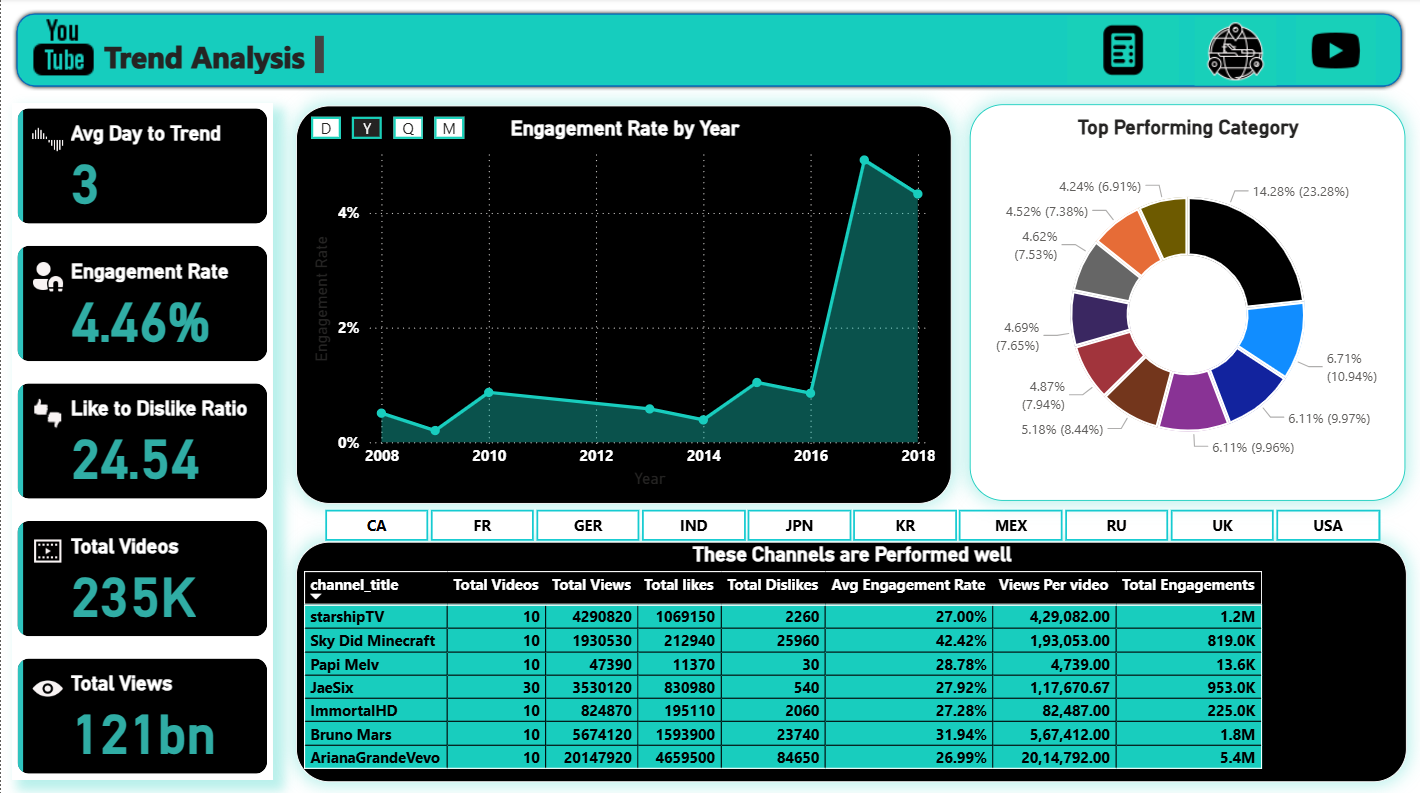 You
Tube Trend Analysis
Avg Day to Trend
3
Engagement Rate
4.46%
Like to Dislike Ratio
24.54
Total Videos
235K
Total Views
121bn
D Y Q M
Engagement Rate by Year
Engagement Rate
4%
2%
0%
2008 2010 2012 2014 2016 2018
Year
Top Performing Category
14.28% (23.28%)
6.71%
(10.94%)
6.11% (9.97%)
6.11% (9.96%)
5.18% (8.44%)
4.87%
(7.94%)
4.69%
(7.65%)
4.62%
(7.53%)
4.52% (7.38%)
4.24% (6.91%)
CA FR GER IND JPN KR MEX RU UK USA
These Channels are Performed well
channel_title Total Videos Total Views Total likes Total Dislikes Avg Engagement Rate Views Per video Total Engagements
starshipTV 10 4290820 1069150 2260 27.00% 4,29,082.00 1.2M
Sky Did Minecraft 10 1930530 212940 25960 42.42% 1,93,053.00 819.0K
Papi Melv 10 47390 11370 30 28.78% 4,739.00 13.6K
JaeSix 30 3530120 830980 540 27.92% 1,17,670.67 953.0K
ImmortalHD 10 824870 195110 2060 27.28% 82,487.00 225.0K
Bruno Mars 10 5674120 1593900 23740 31.94% 5,67,412.00 1.8M
ArianaGrandeVevo 10 20147920 4659500 84650 26.99% 20,14,792.00 5.4M